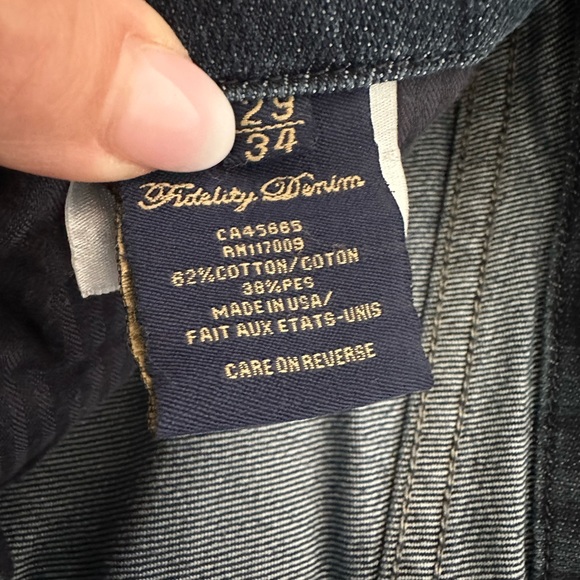 29
34
Fidelity Denim
CA45665
RM117009
62%COTTON/COTON
38%PES
MADE IN USA/
FAIT AUX ETATS-UNIS
CARE ON REVERSE